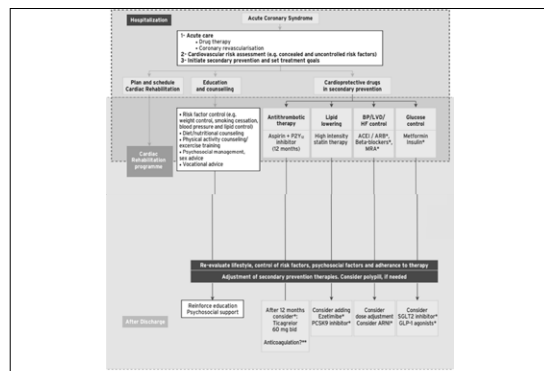 Hospitalization
Acute Coronary Syndrome
1- Acute care
• Drug therapy
• Coronary revascularisation
2- Cardiovascular risk assessment (e.g. concealed and uncontrolled risk factors)
3- Initiate secondary prevention and set treatment goals
Plan and schedule
Cardiac Rehabilitation
Education
and counseling
Cardioprotective drugs
in secondary prevention
• Risk factor control (e.g.
weight control, smoking cessation,
blood pressure and lipid control)
• Diet/nutritional counseling
• Physical activity counseling/
excercise training
• Psychosocial management,
sex advice
• Vocational advice
Antithrombotic
therapy
Aspirin + P2Y₁₂
inhibitor
(12 months)
Lipid
lowering
High intensity
statin therapy
BP/LVD/
HF control
ACEI / ARB*,
Beta-blockers*,
MRA*
Glucose
control
Metformin
Insulin*
Cardiac
Rehabilitation
programme
Re-evaluate lifestyle, control of risk factors, psychosocial factors and adherence to therapy
Adjustment of secondary prevention therapies. Consider polypill, if needed
After Discharge
Reinforce education
Psychosocial support
After 12 months
consider*:
Ticagrelor
60 mg bid
Anticoagulation?**
Consider adding
Ezetimibe*
PCSK9 inhibitor*
Consider
dose adjustment
Consider ARNI*
Consider
SGLT2 inhibitor*
GLP-1 agonists*